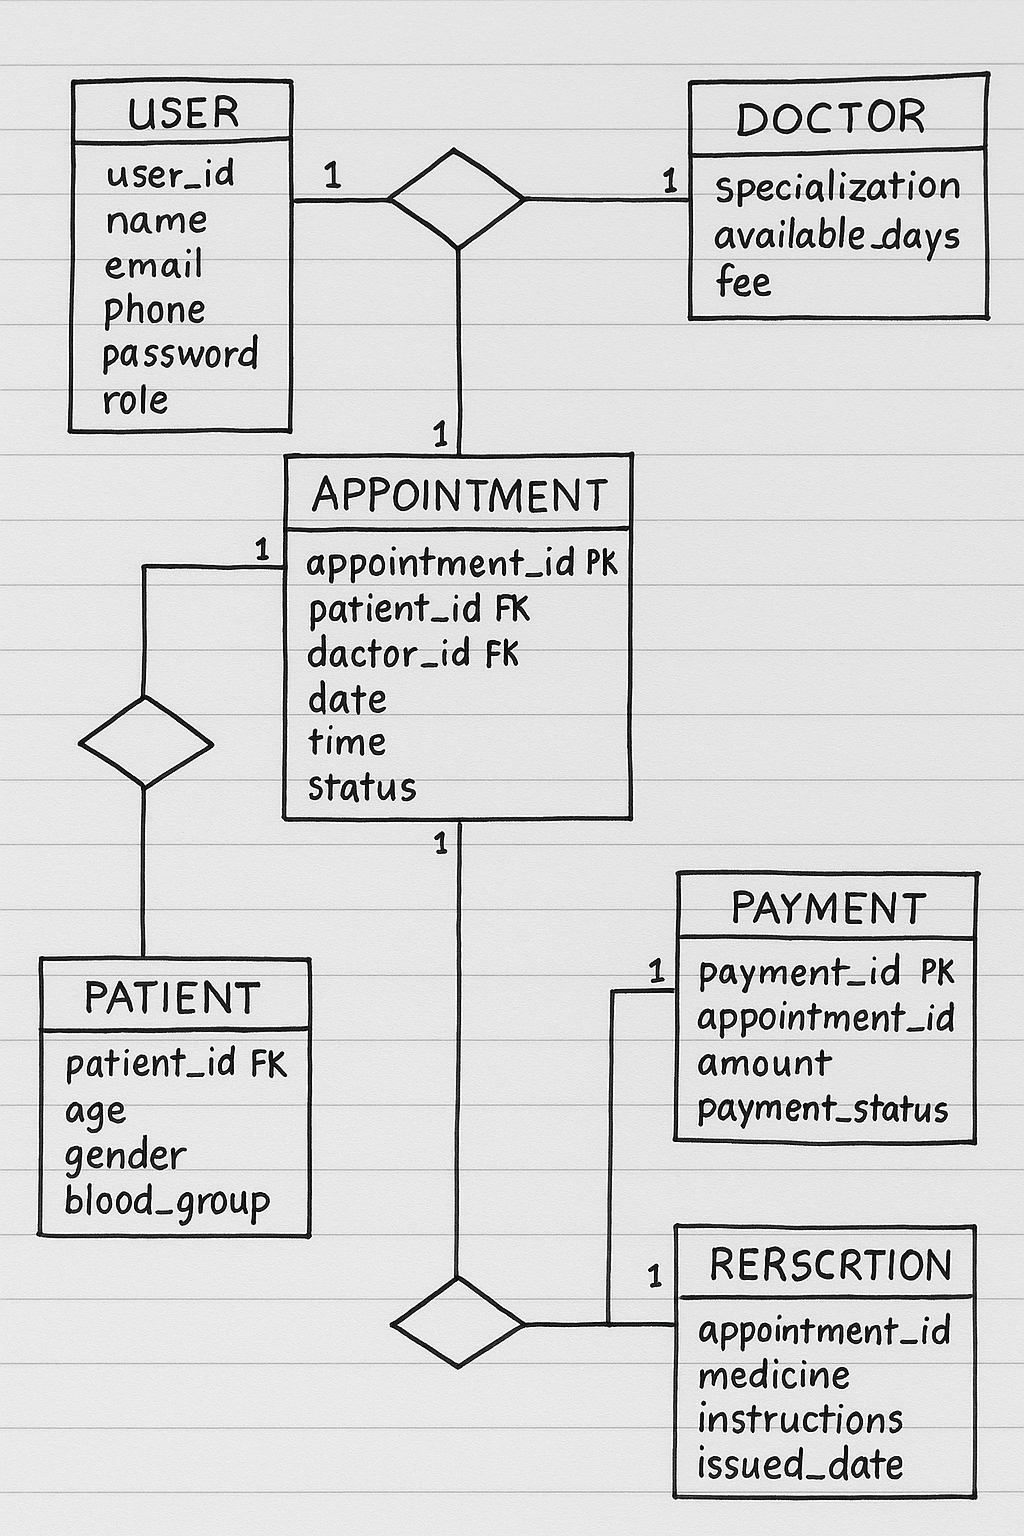 USER
user_id
name
email
phone
password
role
1
1
DOCTOR
specialization
available_days
fee
1
APPOINTMENT
appointment_id PK
patient_id FK
dactor_id FK
date
time
status
1
1
PATIENT
patient_id FK
age
gender
blood_group
PAYMENT
payment_id PK
appointment_id
amount
payment_status
1
1
RERSCRTION
appointment_id
medicine
instructions
issued_date